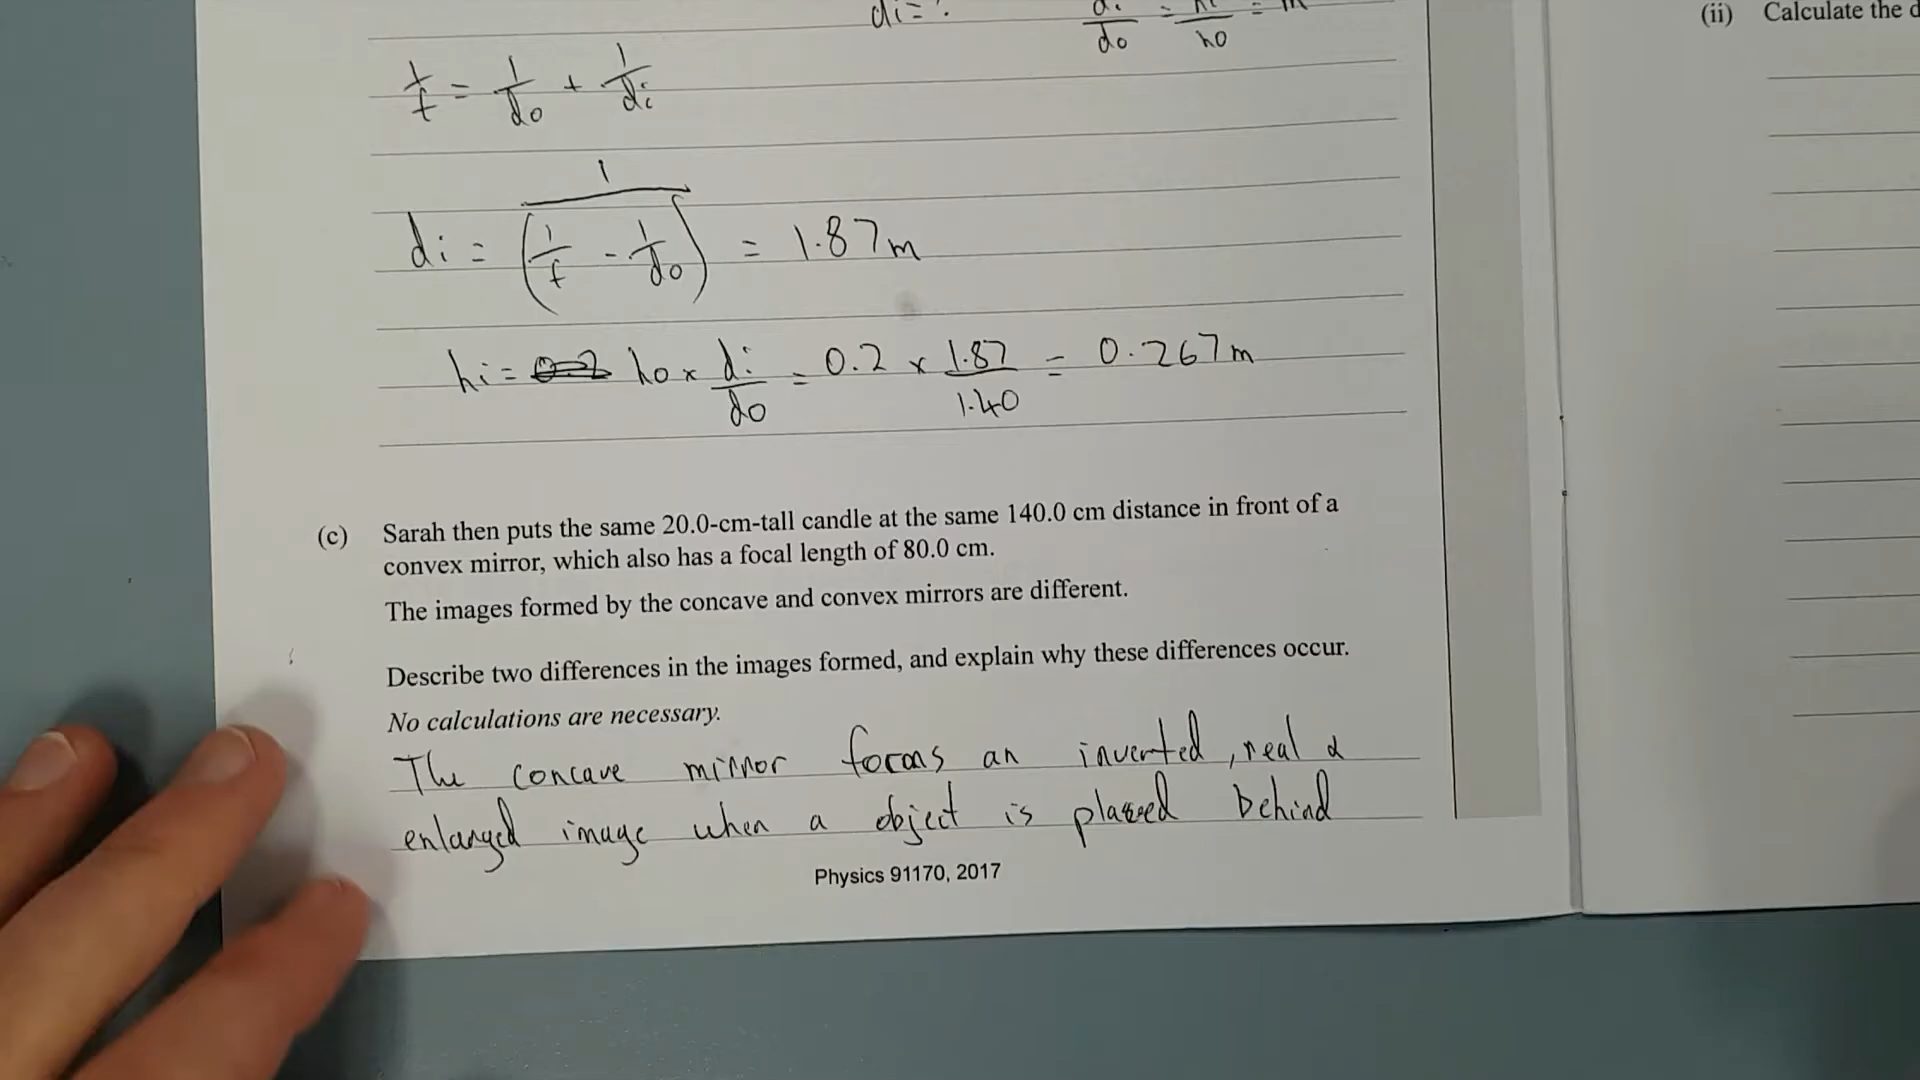 di = ?
di/do = hi/ho = m
(ii) Calculate the d
1/f = 1/do + 1/di
di = 1/(1/f - 1/do) = 1.87m
hi = ho x di/do = 0.2 x 1.87/1.40 = 0.267m
(c) Sarah then puts the same 20.0-cm-tall candle at the same 140.0 cm distance in front of a
convex mirror, which also has a focal length of 80.0 cm.
The images formed by the concave and convex mirrors are different.
Describe two differences in the images formed, and explain why these differences occur.
No calculations are necessary.
The concave mirror forms an inverted, real &
enlarged image when a object is placed behind
Physics 91170, 2017